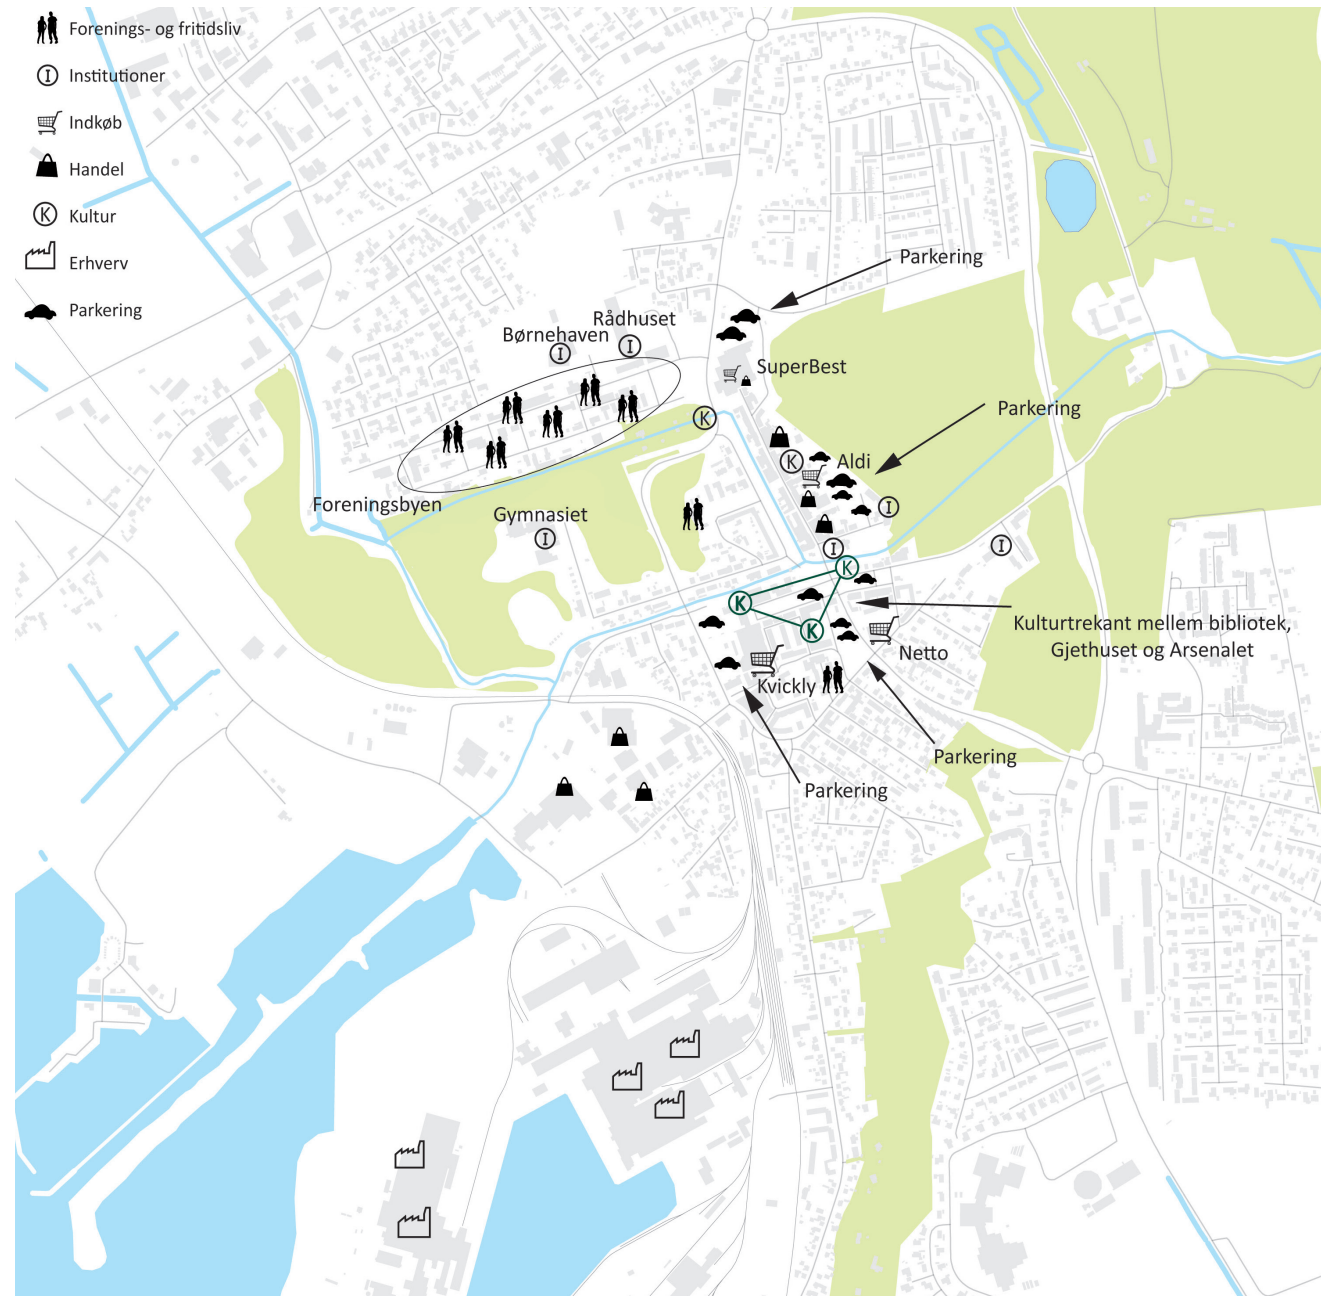 Forenings- og fritidsliv
I Institutioner
Indkøb
Handel
K Kultur
Erhverv
Parkering
Parkering
Rådhuset
Børnehaven
I
I
SuperBest
Parkering
K
K
Aldi
Foreningsbyen
Gymnasiet
I
I
I
I
K
K
K
Kulturtrekant mellem bibliotek,
Gjethuset og Arsenalet
Netto
Kvickly
Parkering
Parkering